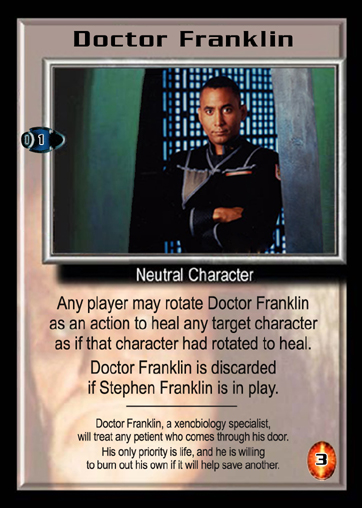 Doctor Franklin
D 1
Neutral Character
Any player may rotate Doctor Franklin
as an action to heal any target character
as if that character had rotated to heal.
Doctor Franklin is discarded
if Stephen Franklin is in play.
Doctor Franklin, a xencbiology specialist,
will treat any petient who comes through his door.
His only priority is life, and he is willing
to burn out his own if it will help save another.
3